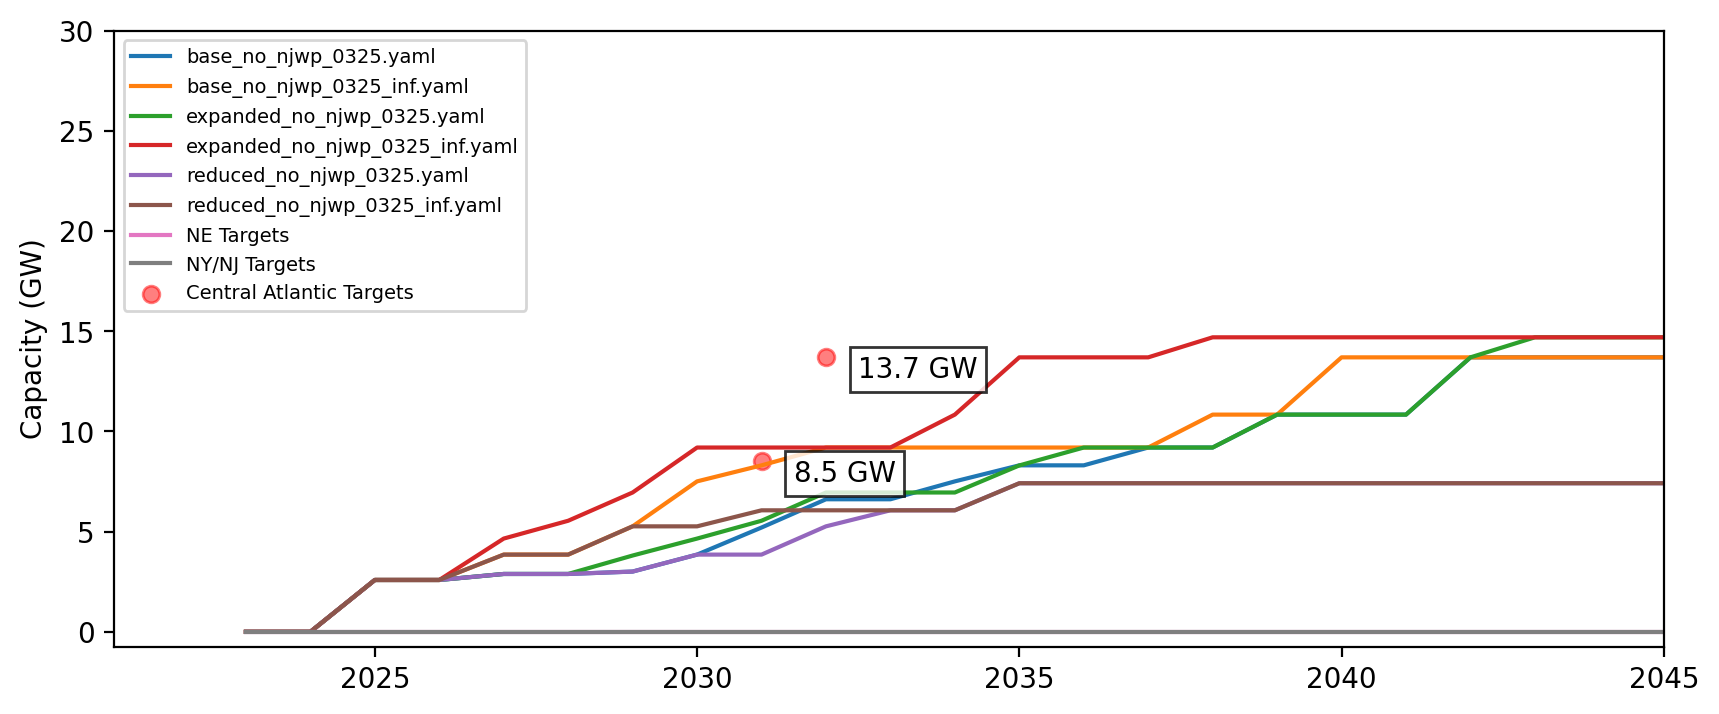 30
25
20
15
10
5
0
Capacity (GW)
base_no_njwp_0325.yaml
base_no_njwp_0325_inf.yaml
expanded_no_njwp_0325.yaml
expanded_no_njwp_0325_inf.yaml
reduced_no_njwp_0325.yaml
reduced_no_njwp_0325_inf.yaml
NE Targets
NY/NJ Targets
Central Atlantic Targets
13.7 GW
8.5 GW
2025
2030
2035
2040
2045